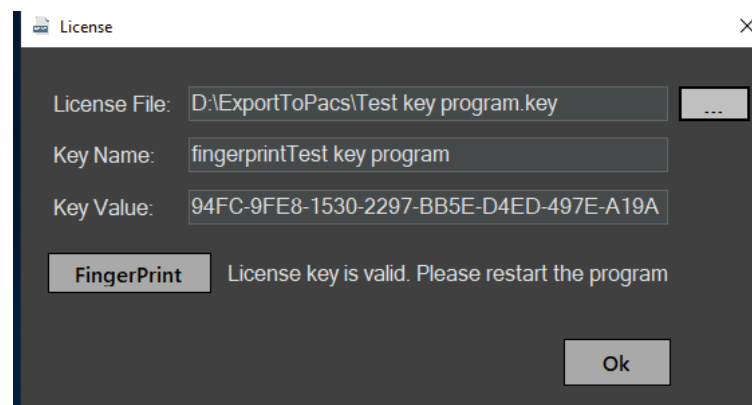 License
License File: D:\ExportToPacs\Test key program.key ...
Key Name: fingerprintTest key program
Key Value: 94FC-9FE8-1530-2297-BB5E-D4ED-497E-A19A
FingerPrint License key is valid. Please restart the program
Ok